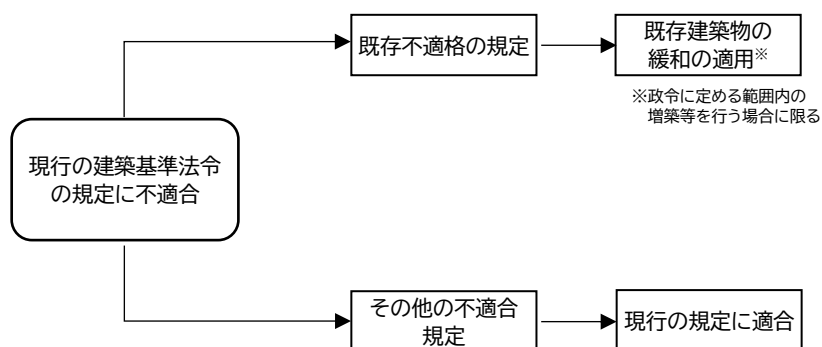 既存不適格の規定
既存建築物の
緩和の適用※
※政令に定める範囲内の
増築等を行う場合に限る
現行の建築基準法令
の規定に不適合
その他の不適合
規定
現行の規定に適合